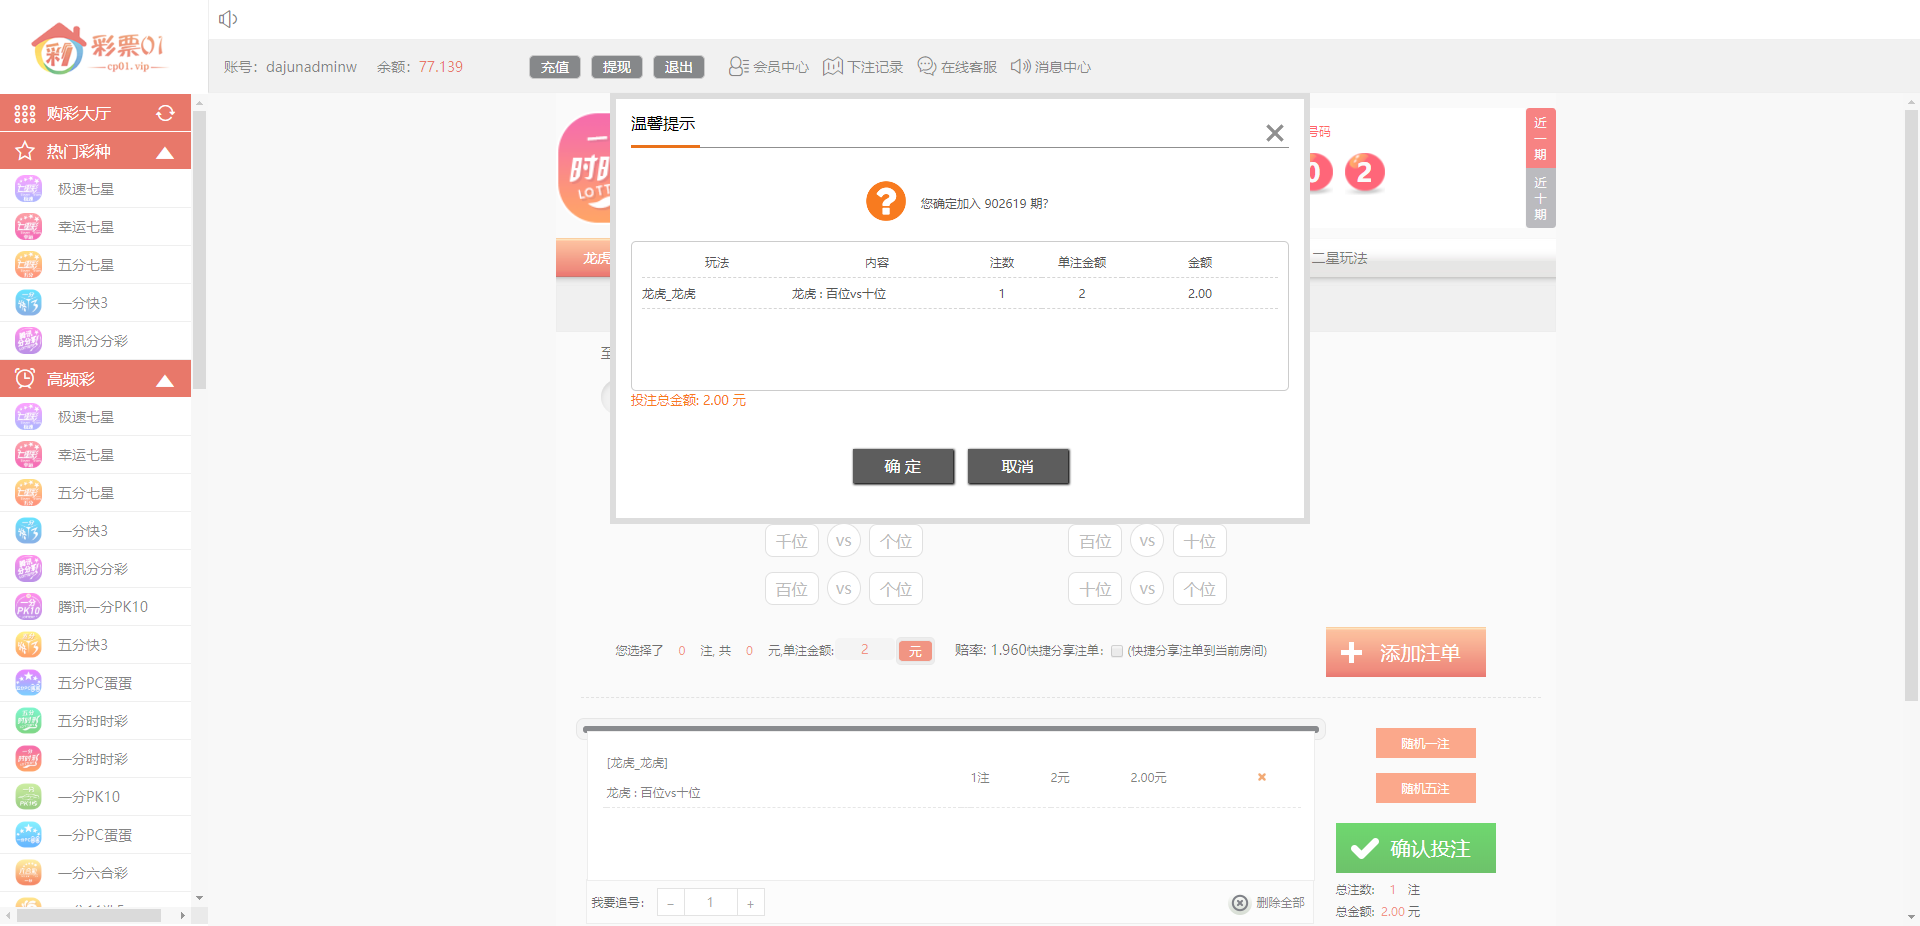 彩票01
cp01.vip
账号：dajunadminw 余额：77.139 充值 提现 退出 会员中心 下注记录 在线客服 消息中心
购彩大厅
热门彩种
极速七星
幸运七星
五分七星
一分快3
腾讯分分彩
高频彩
极速七星
幸运七星
五分七星
一分快3
腾讯分分彩
腾讯一分PK10
五分快3
五分PC蛋蛋
五分时时彩
一分时时彩
一分PK10
一分PC蛋蛋
一分六合彩
号码
2
近一期
近十期
龙虎
二星玩法
温馨提示
您确定加入 902619 期?
玩法 内容 注数 单注金额 金额
龙虎_龙虎 龙虎 : 百位vs十位 1 2 2.00
投注总金额: 2.00 元
确 定 取消
千位 vs 个位 百位 vs 十位
百位 vs 个位 十位 vs 个位
您选择了 0 注, 共 0 元,单注金额: 2 元 赔率: 1.960快捷分享注单： (快捷分享注单到当前房间)
添加注单
[龙虎_龙虎]
龙虎 : 百位vs十位
1注 2元 2.00元
随机一注
随机五注
确认投注
总注数: 1 注
总金额: 2.00 元
我要追号： - 1 + 删除全部